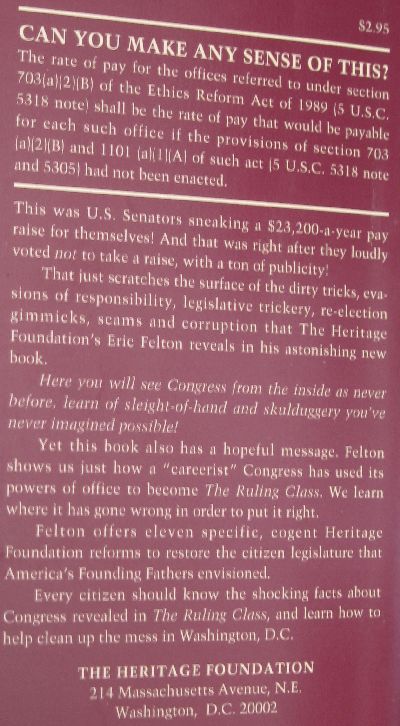 $2.95
CAN YOU MAKE ANY SENSE OF THIS?
The rate of pay for the offices referred to under section
703(a)(2)(B) of the Ethics Reform Act of 1989 (5 U.S.C.
5318 note) shall be the rate of pay that would be payable
for each such office if the provisions of section 703
(a)(2)(B) and 1101 (a)(1)(A) of such act (5 U.S.C. 5318 note
and 5305) had not been enacted.
This was U.S. Senators sneaking a $23,200-a-year pay
raise for themselves! And that was right after they loudly
voted not to take a raise, with a ton of publicity!
That just scratches the surface of the dirty tricks, eva-
sions of responsibility, legislative trickery, re-election
gimmicks, scams and corruption that The Heritage
Foundation's Eric Felton reveals in his astonishing new
book.
Here you will see Congress from the inside as never
before, learn of sleight-of-hand and skulduggery you've
never imagined possible!
Yet this book also has a hopeful message. Felton
shows us just how a "careerist" Congress has used its
powers of office to become The Ruling Class. We learn
where it has gone wrong in order to put it right.
Felton offers eleven specific, cogent Heritage
Foundation reforms to restore the citizen legislature that
America's Founding Fathers envisioned.
Every citizen should know the shocking facts about
Congress revealed in The Ruling Class, and learn how to
help clean up the mess in Washington, D.C.
THE HERITAGE FOUNDATION
214 Massachusetts Avenue, N.E.
Washington, D.C. 20002